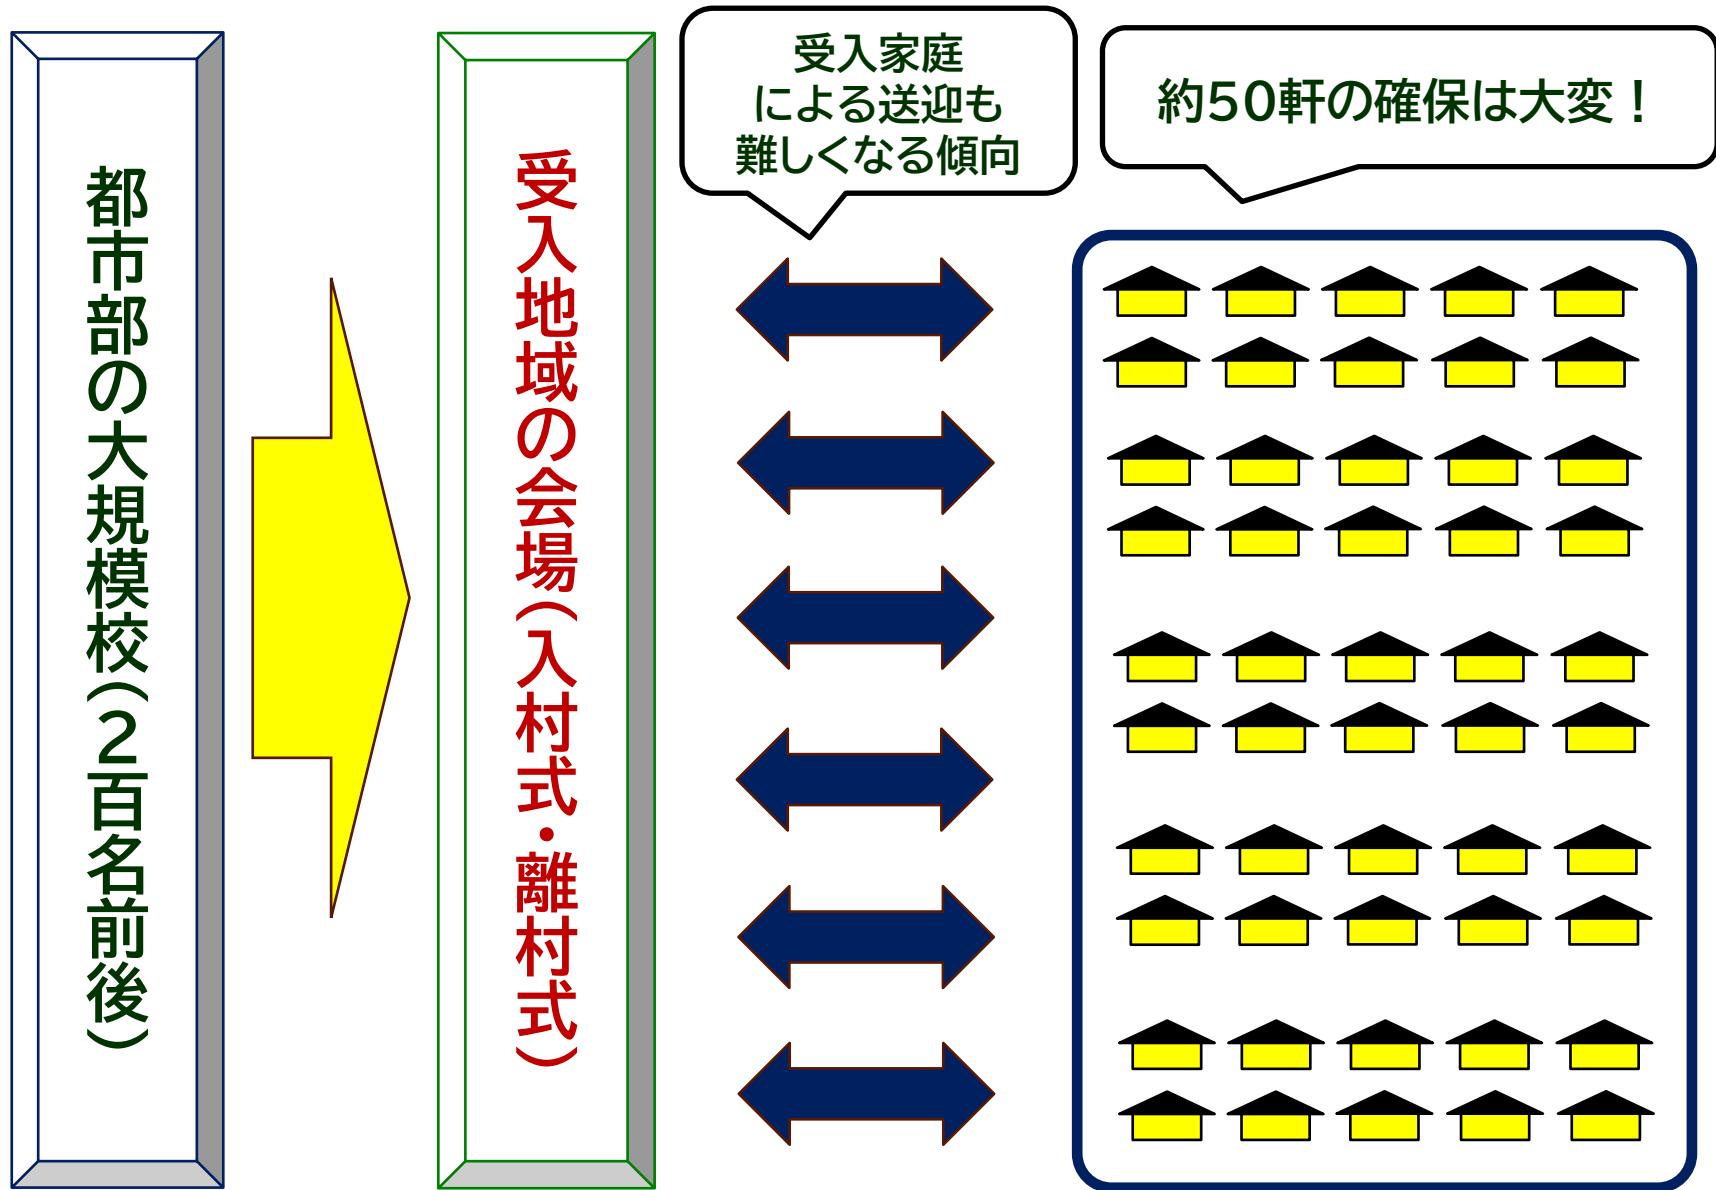 都市部の大規模校（２百名前後）
受入地域の会場（入村式・離村式）
受入家庭
による送迎も
難しくなる傾向
約５０軒の確保は大変！